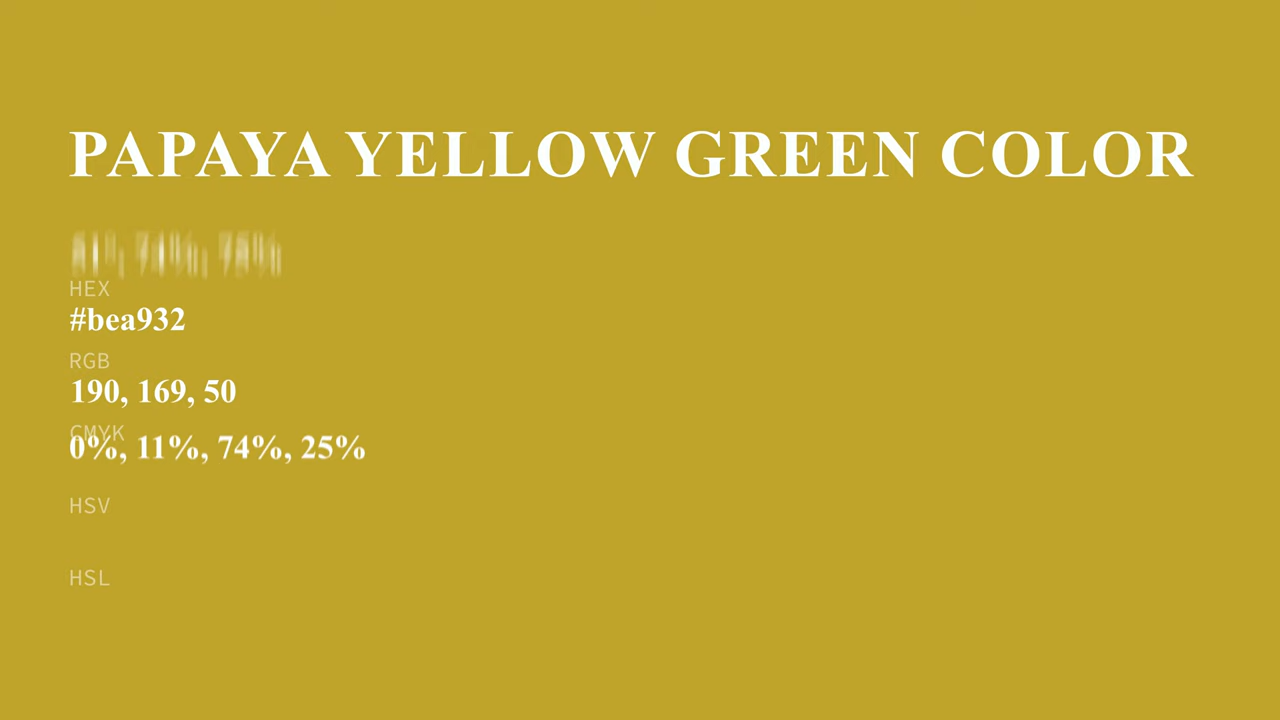 PAPAYA YELLOW GREEN COLOR
HEX
#bea932
RGB
190, 169, 50
CMYK
0%, 11%, 74%, 25%
HSV
HSL